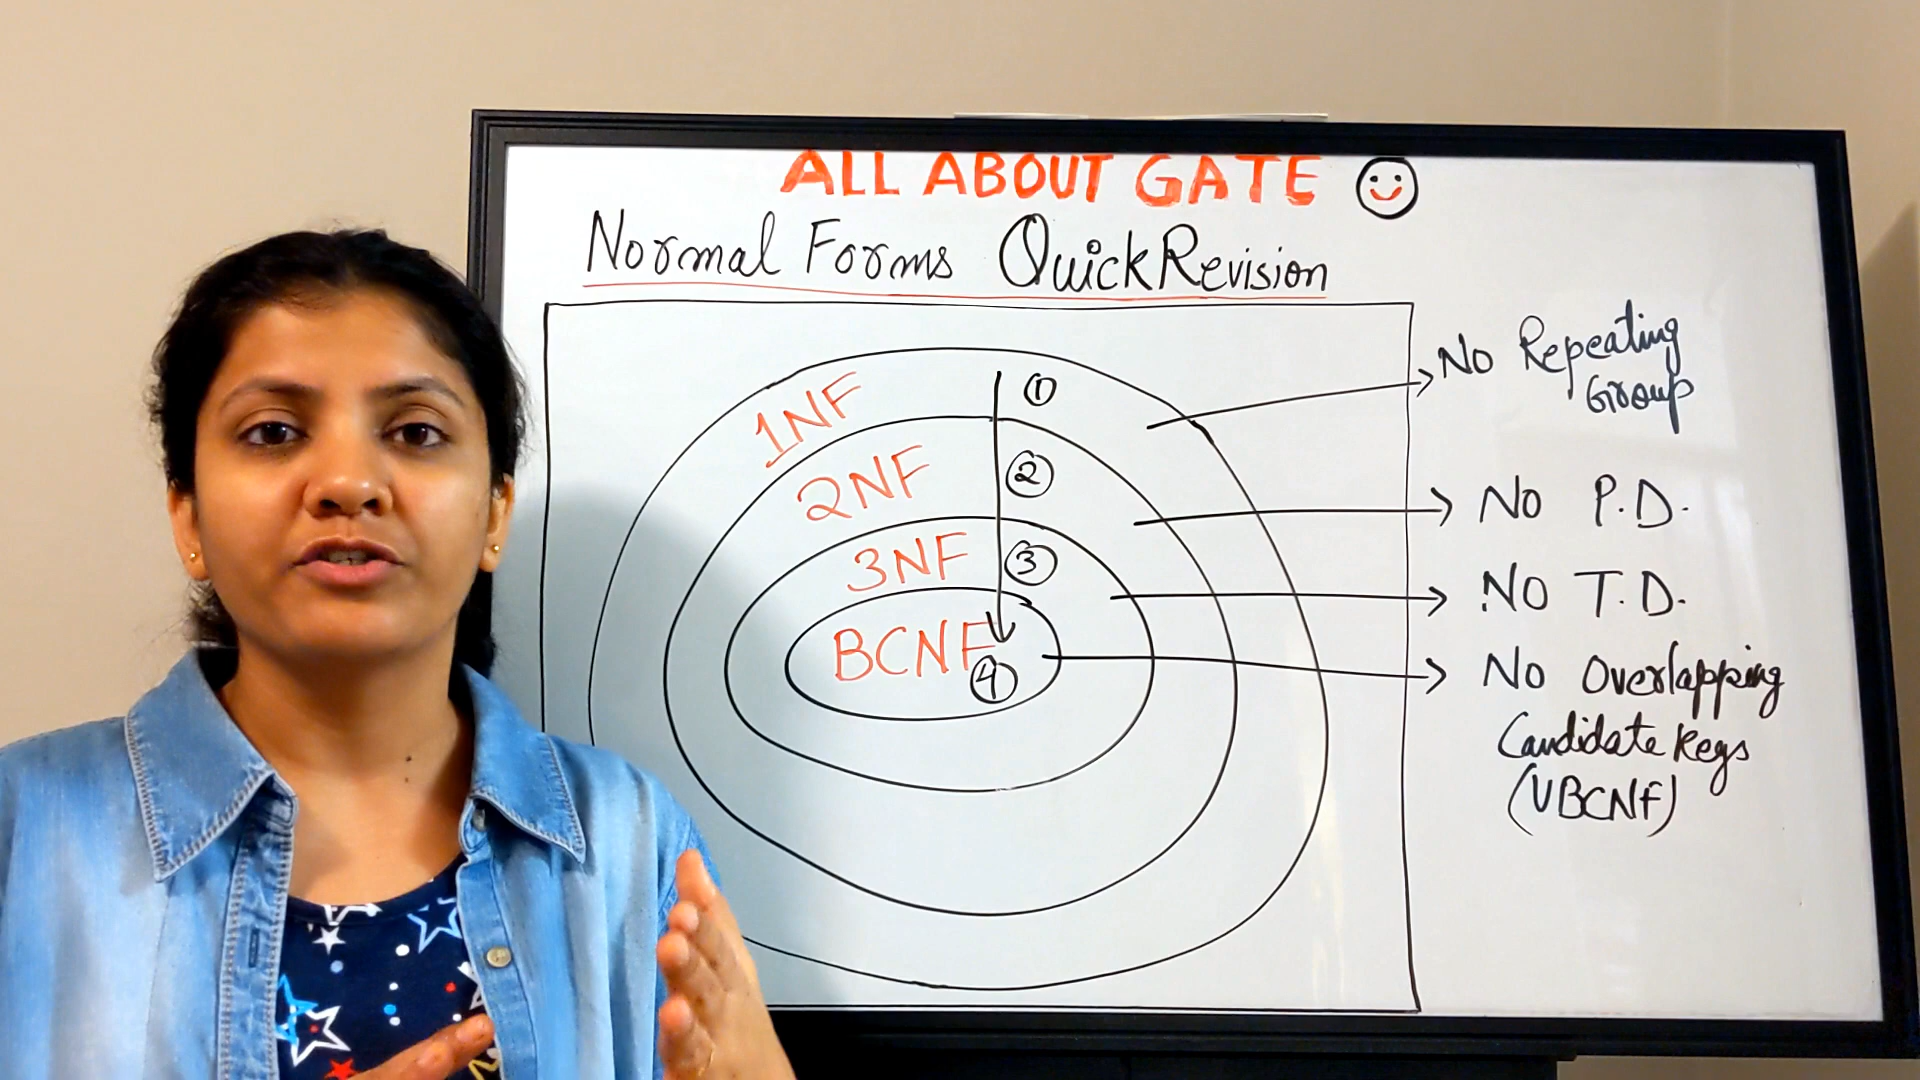 ALL ABOUT GATE
Normal Forms Quick Revision
1NF
2NF
3NF
BCNF
①
②
③
④
No Repeating
Group
No P.D.
No T.D.
No Overlapping
Candidate Keys
(VBCNF)